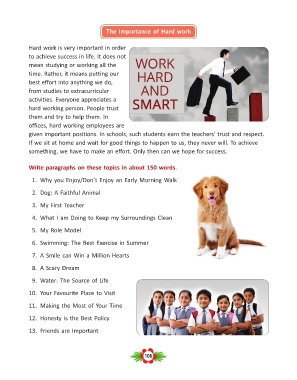 The Importance of Hard work
Hard work is very important in order
to achieve success in life. It does not
mean studying or working all the
time. Rather, it means putting our
best effort into anything we do,
from studies to extracurricular
activities. Everyone appreciates a
hard working person. People trust
them and try to help them. In
offices, hard working employees are
given important positions. In schools, such students earn the teachers' trust and respect.
If we sit at home and wait for good things to happen to us, they never will. To achieve
something, we have to make an effort. Only then can we hope for success.
WORK
HARD
AND
SMART
Write paragraphs on these topics in about 150 words.
1. Why you Enjoy/Don't Enjoy an Early Morning Walk
2. Dog: A Faithful Animal
3. My First Teacher
4. What I am Doing to Keep my Surroundings Clean
5. My Role Model
6. Swimming: The Best Exercise in Summer
7. A Smile can Win a Million Hearts
8. A Scary Dream
9. Water: The Source of Life
10. Your Favourite Place to Visit
11. Making the Most of Your Time
12. Honesty is the Best Policy
13. Friends are Important
108